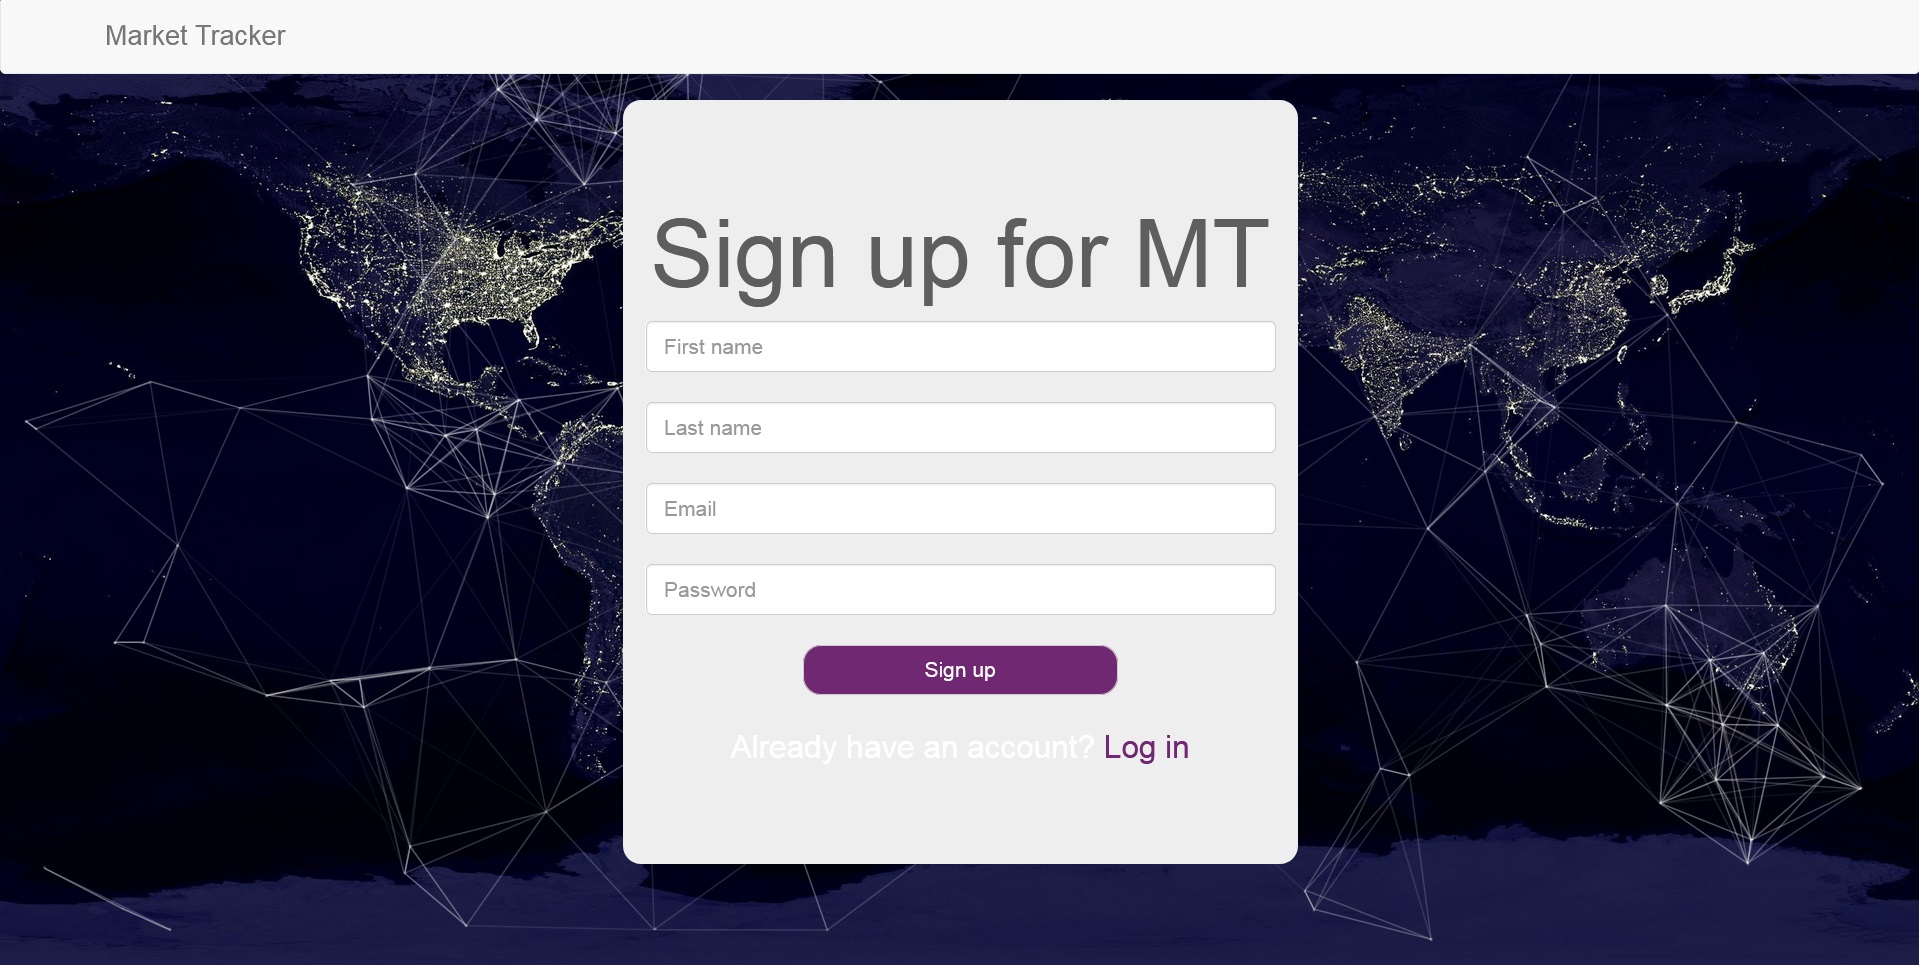 Market Tracker
Sign up for MT
First name
Last name
Email
Password
Sign up
Already have an account? Log in